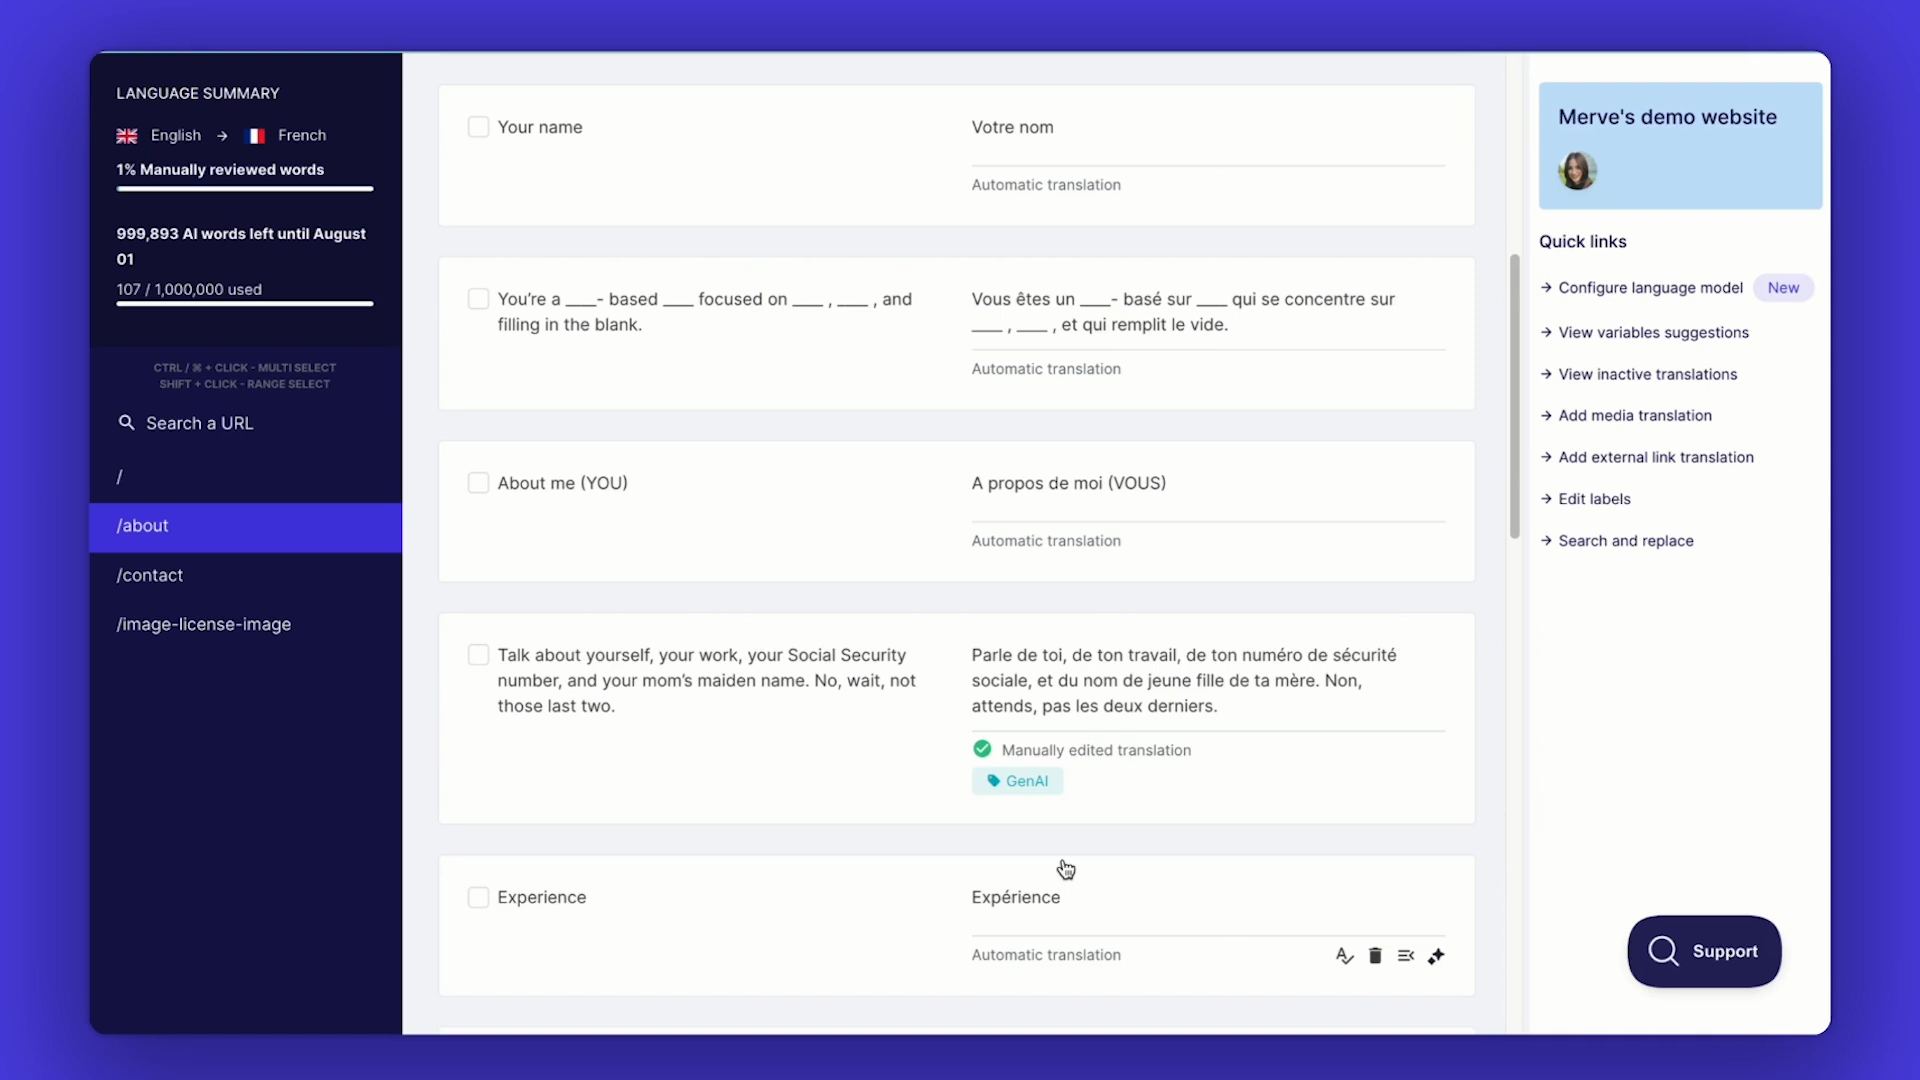 LANGUAGE SUMMARY
English → French
1% Manually reviewed words
999,893 AI words left until August
01
107 / 1,000,000 used
CTRL / ⌘ + CLICK - MULTI SELECT
SHIFT + CLICK - RANGE SELECT
Search a URL
/
/about
/contact
/image-license-image
Your name
Votre nom
Automatic translation
You’re a ____- based ____ focused on ____ , ____ , and
filling in the blank.
Vous êtes un ____- basé sur ____ qui se concentre sur
____ , ____ , et qui remplit le vide.
Automatic translation
About me (YOU)
A propos de moi (VOUS)
Automatic translation
Talk about yourself, your work, your Social Security
number, and your mom’s maiden name. No, wait, not
those last two.
Parle de toi, de ton travail, de ton numéro de sécurité
sociale, et du nom de jeune fille de ta mère. Non,
attends, pas les deux derniers.
Manually edited translation
GenAI
Experience
Expérience
Automatic translation
Merve's demo website
Quick links
→ Configure language model New
→ View variables suggestions
→ View inactive translations
→ Add media translation
→ Add external link translation
→ Edit labels
→ Search and replace
Support